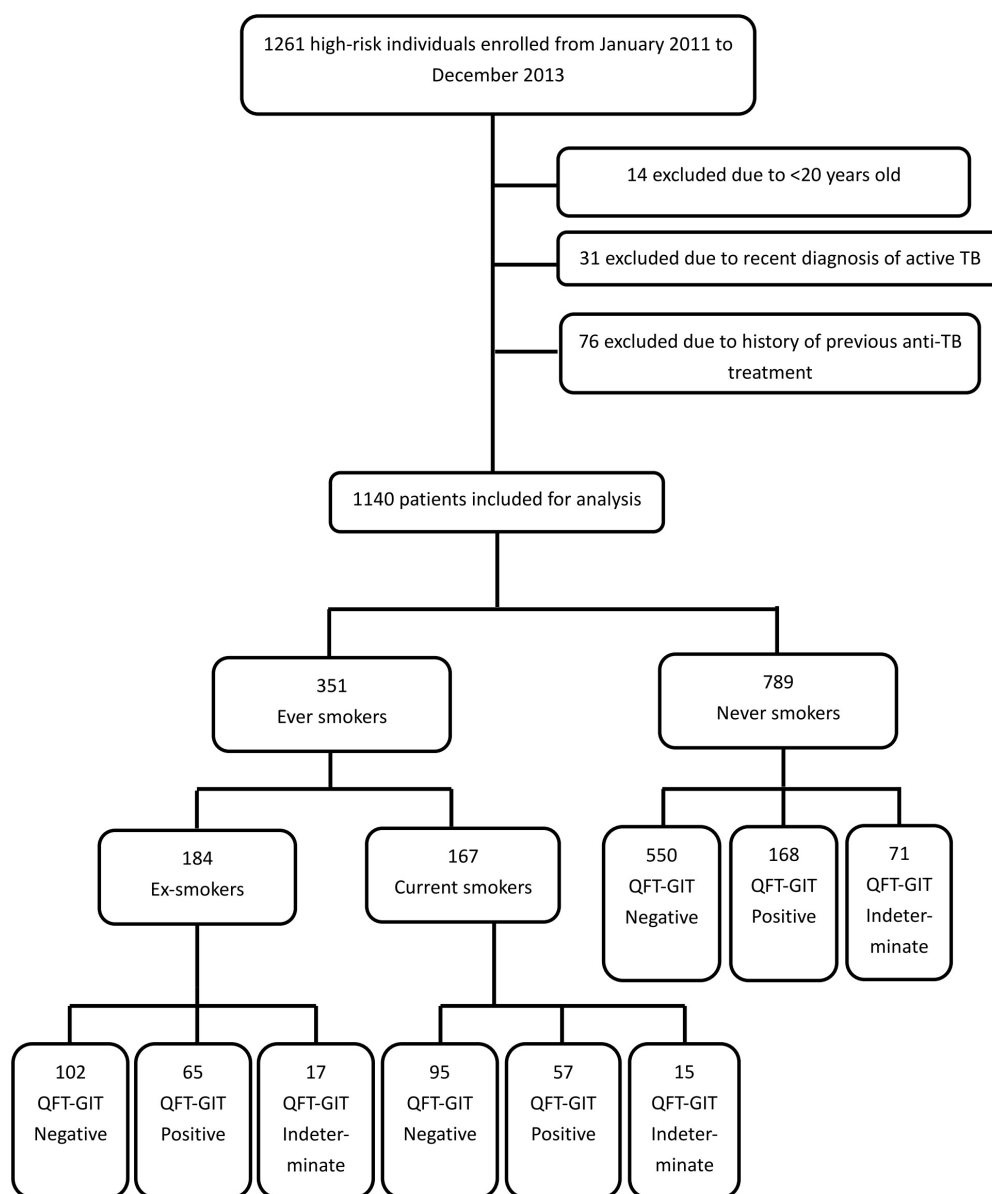 1261 high-risk individuals enrolled from January 2011 to
December 2013
14 excluded due to <20 years old
31 excluded due to recent diagnosis of active TB
76 excluded due to history of previous anti-TB
treatment
1140 patients included for analysis
351
Ever smokers
789
Never smokers
184
Ex-smokers
167
Current smokers
550
QFT-GIT
Negative
168
QFT-GIT
Positive
71
QFT-GIT
Indeter-
minate
102
QFT-GIT
Negative
65
QFT-GIT
Positive
17
QFT-GIT
Indeter-
minate
95
QFT-GIT
Negative
57
QFT-GIT
Positive
15
QFT-GIT
Indeter-
minate